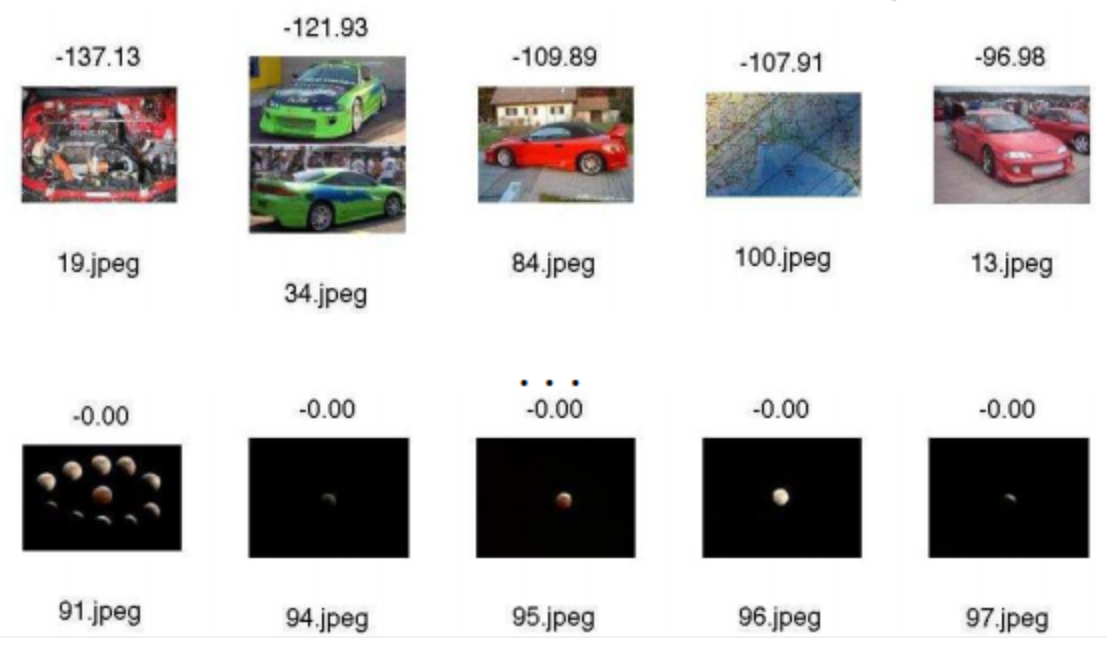 -137.13 -121.93 -109.89 -107.91 -96.98
19.jpeg 34.jpeg 84.jpeg 100.jpeg 13.jpeg
. . .
-0.00 -0.00 -0.00 -0.00 -0.00
91.jpeg 94.jpeg 95.jpeg 96.jpeg 97.jpeg